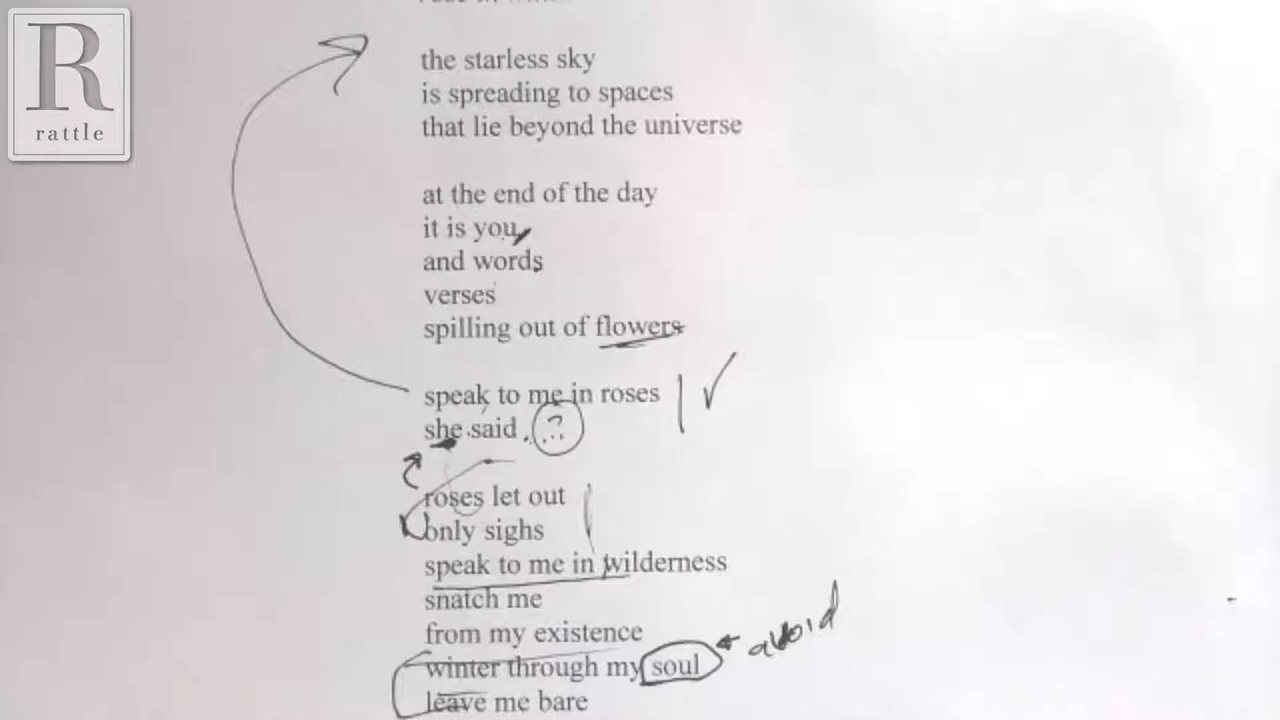 R
rattle
the starless sky
is spreading to spaces
that lie beyond the universe
at the end of the day
it is you,
and words
verses
spilling out of flowers
speak to me in roses
she said. ?
roses let out
only sighs
speak to me in wilderness
snatch me
from my existence
avoid
winter through my soul
leave me bare